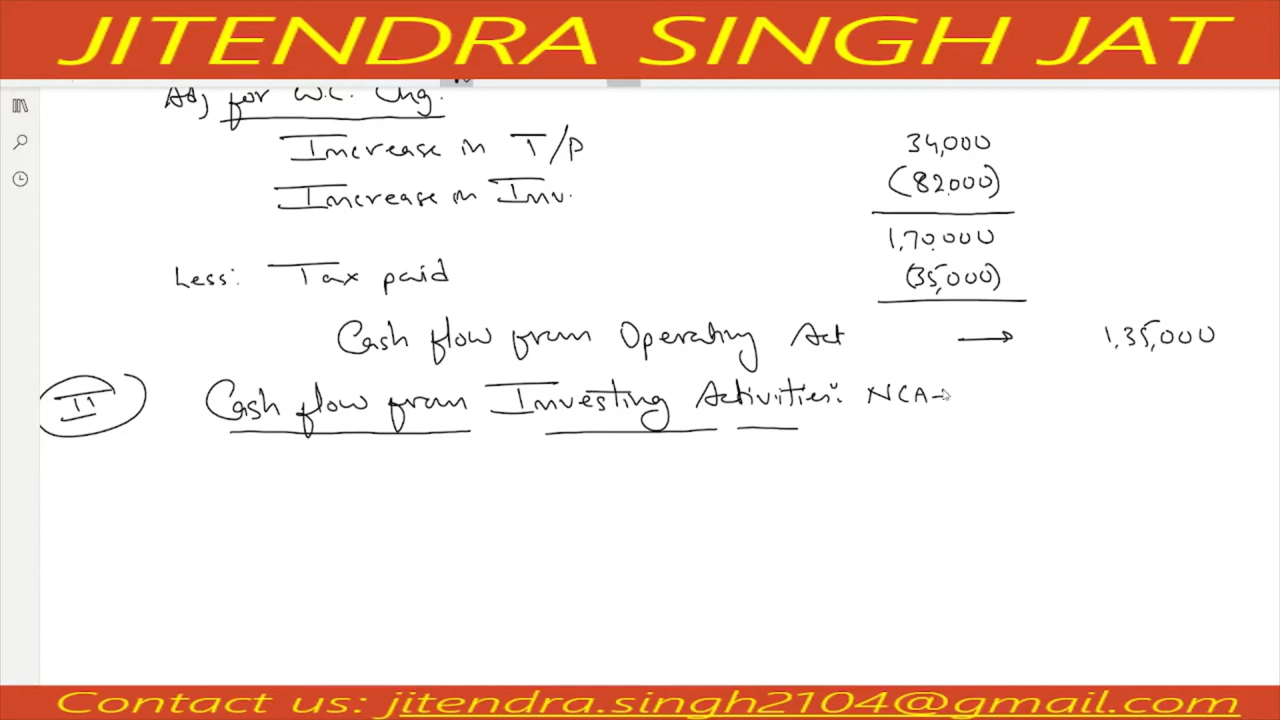 JITENDRA SINGH JAT
Adj for W.C. Chg.
Increase in T/P 34,000
Increase in Inv. (82,000)
1,70,000
Less: Tax paid (35,000)
Cash flow from Operating Act → 1,35,000
II Cash flow from Investing Activities: NCA-
Contact us: jitendra.singh2104@gmail.com